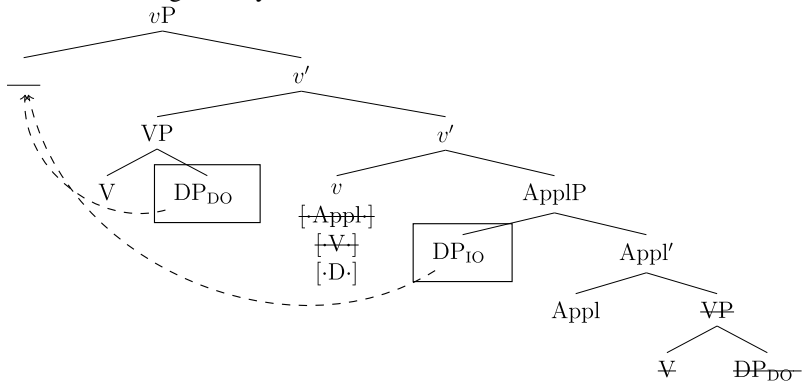 vP
v′
VP
v′
V
DP_DO
v
ApplP
[·Appl·]
[·V·]
DP_IO
Appl′
[·D·]
Appl
VP
V
DP_DO